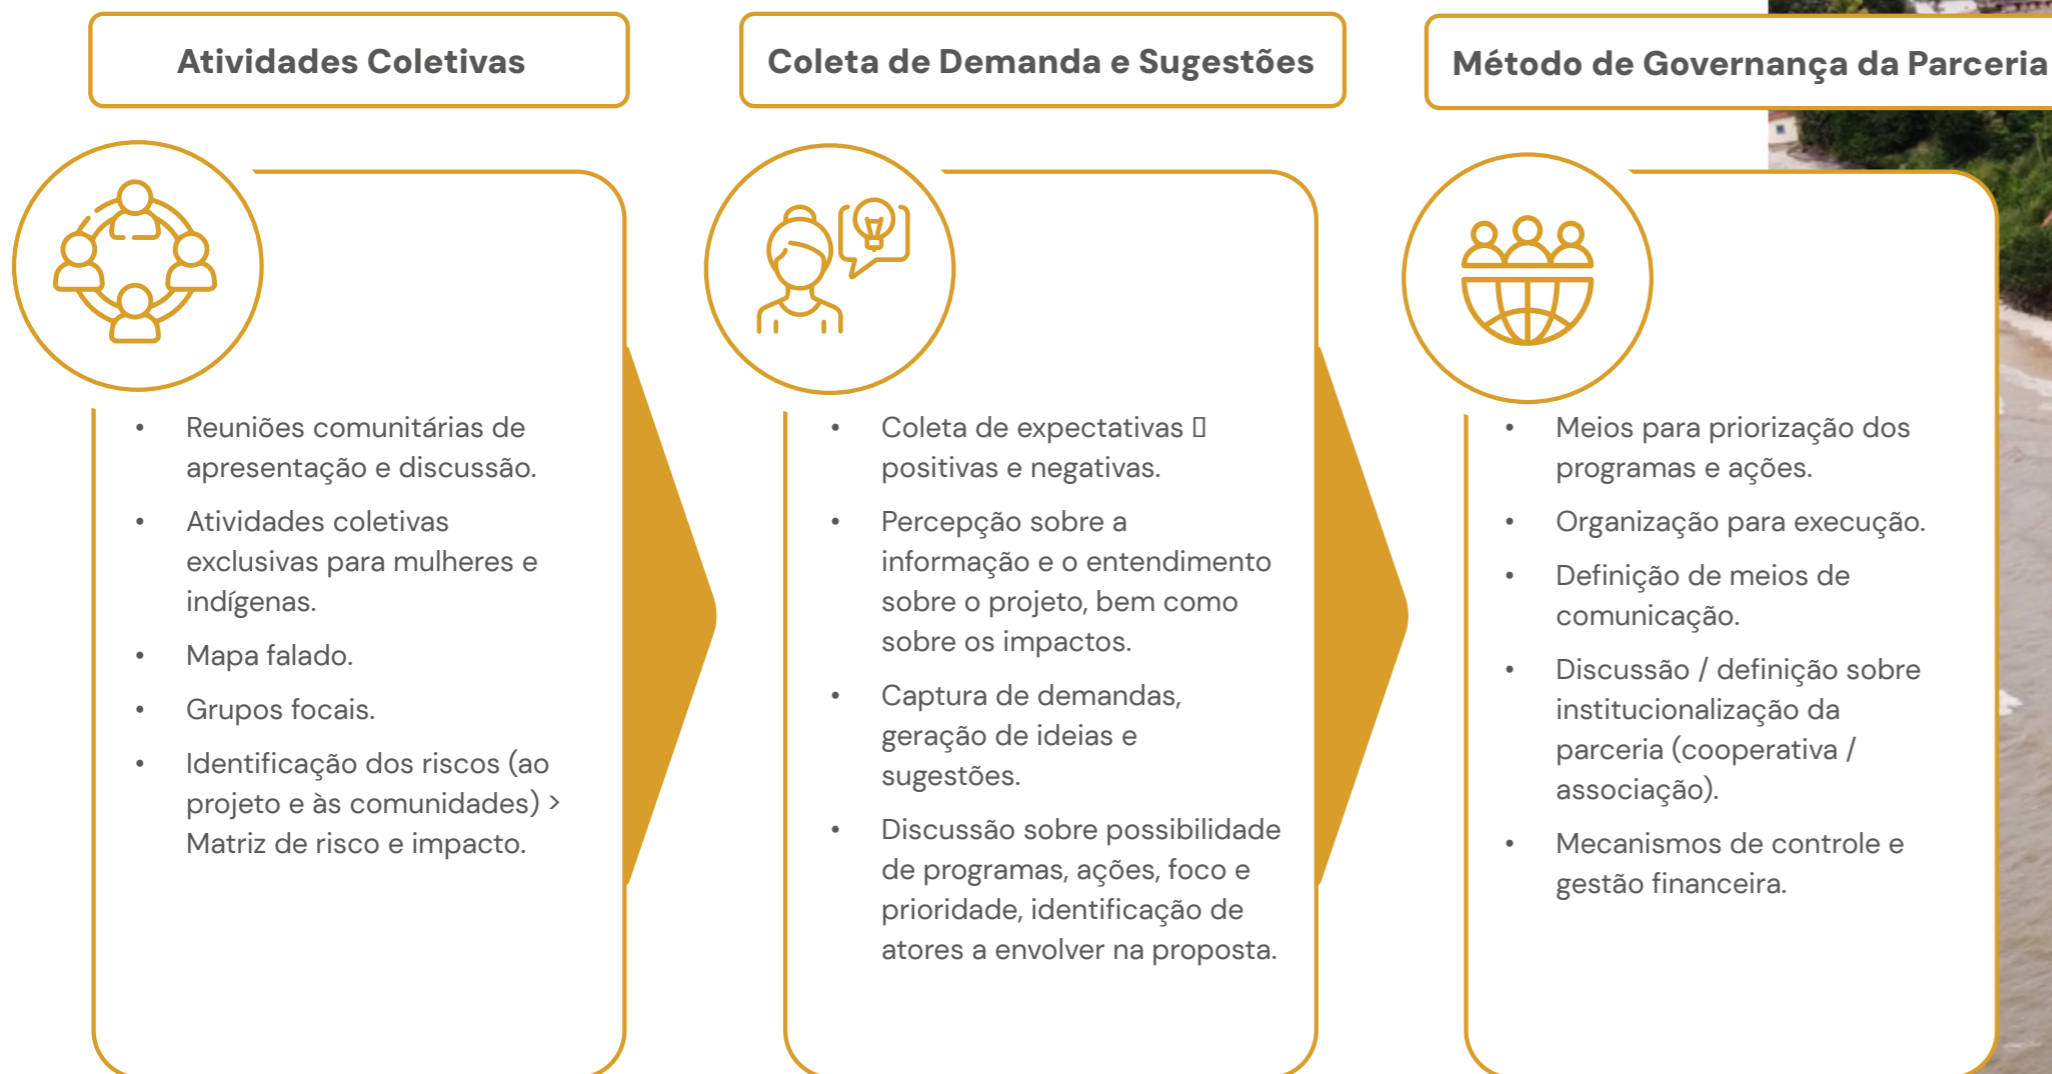 Atividades Coletivas
• Reuniões comunitárias de
apresentação e discussão.
• Atividades coletivas
exclusivas para mulheres e
indígenas.
• Mapa falado.
• Grupos focais.
• Identificação dos riscos (ao
projeto e às comunidades) >
Matriz de risco e impacto.
Coleta de Demanda e Sugestões
• Coleta de expectativas ▯
positivas e negativas.
• Percepção sobre a
informação e o entendimento
sobre o projeto, bem como
sobre os impactos.
• Captura de demandas,
geração de ideias e
sugestões.
• Discussão sobre possibilidade
de programas, ações, foco e
prioridade, identificação de
atores a envolver na proposta.
Método de Governança da Parceria
• Meios para priorização dos
programas e ações.
• Organização para execução.
• Definição de meios de
comunicação.
• Discussão / definição sobre
institucionalização da
parceria (cooperativa /
associação).
• Mecanismos de controle e
gestão financeira.